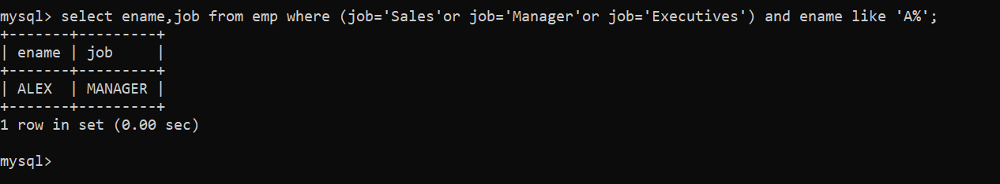 mysql> select ename,job from emp where (job='Sales'or job='Manager'or job='Executives') and ename like 'A%';
+-------+---------+
| ename | job     |
+-------+---------+
| ALEX  | MANAGER |
+-------+---------+
1 row in set (0.00 sec)
mysql>